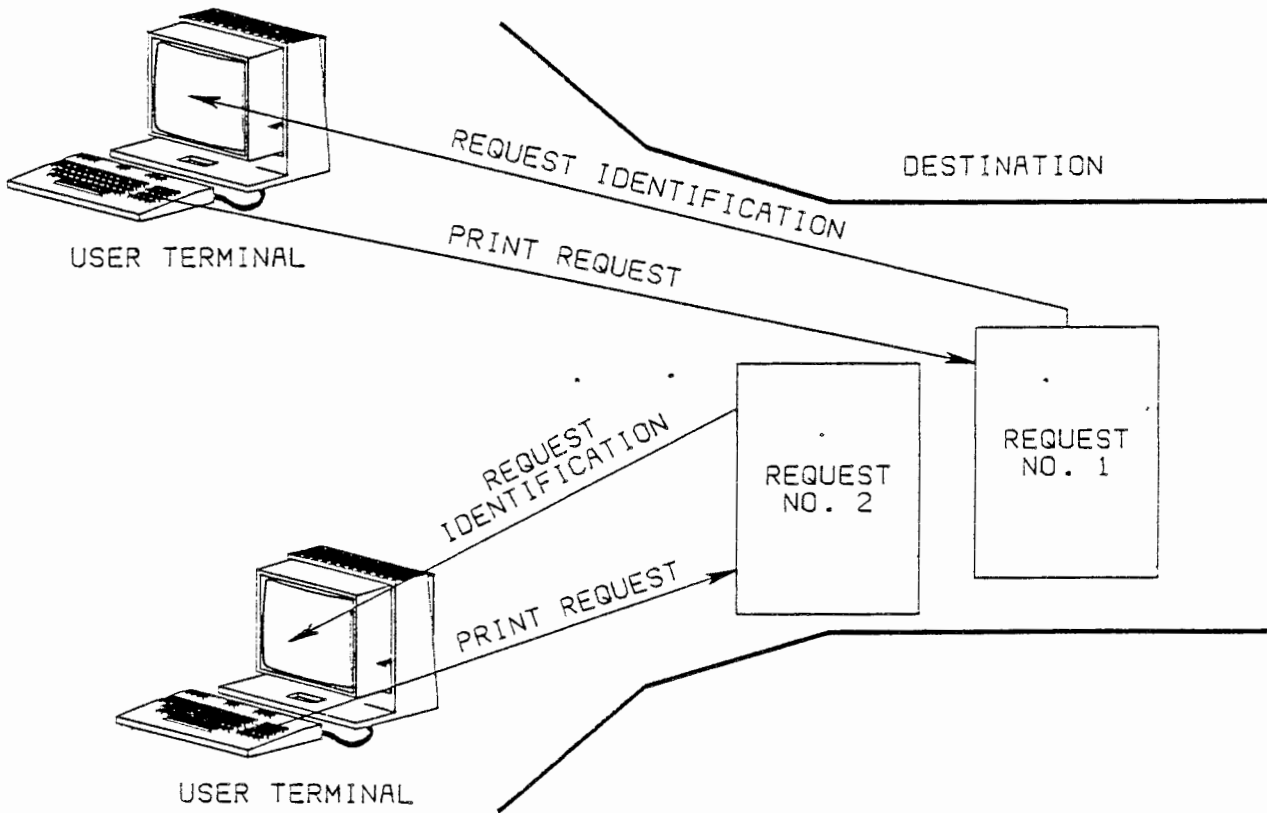 REQUEST IDENTIFICATION
DESTINATION
PRINT REQUEST
USER TERMINAL
REQUEST
NO. 1
REQUEST
IDENTIFICATION
REQUEST
NO. 2
PRINT REQUEST
USER TERMINAL